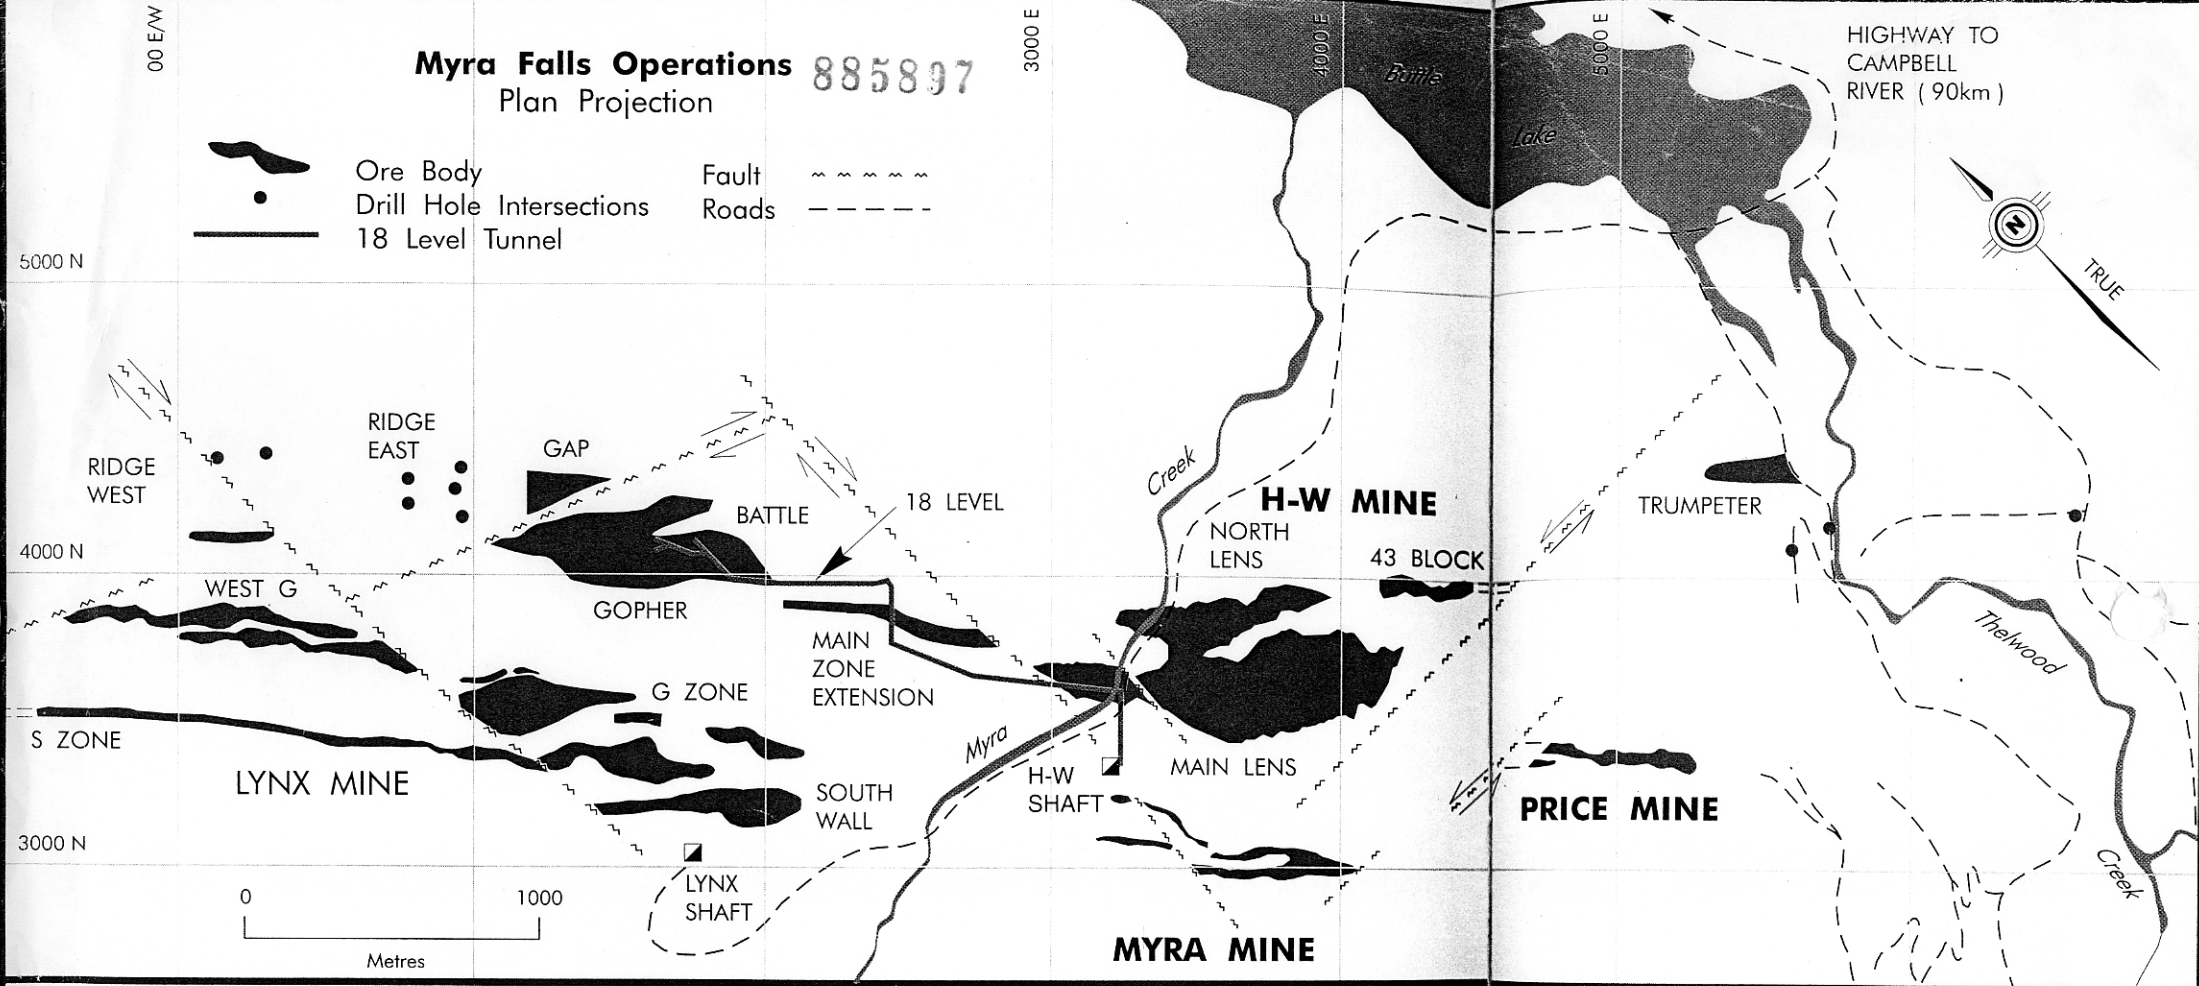 00 E/W
3000 E
4000 E
5000 E
Myra Falls Operations
885897
Plan Projection
Ore Body
Drill Hole Intersections
18 Level Tunnel
Fault
Roads
Buttle
Lake
HIGHWAY TO
CAMPBELL
RIVER ( 90km )
N
TRUE
5000 N
4000 N
3000 N
RIDGE
WEST
RIDGE
EAST
GAP
BATTLE
18 LEVEL
GOPHER
WEST G
MAIN
ZONE
EXTENSION
G ZONE
S ZONE
LYNX MINE
SOUTH
WALL
LYNX
SHAFT
0
1000
Metres
Creek
Myra
H-W MINE
NORTH
LENS
43 BLOCK
MAIN LENS
H-W
SHAFT
MYRA MINE
TRUMPETER
PRICE MINE
Thelwood
Creek